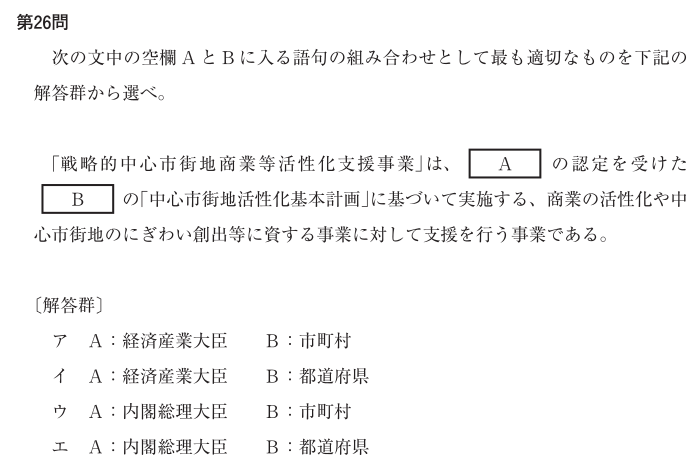 第26問
次の文中の空欄AとBに入る語句の組み合わせとして最も適切なものを下記の
解答群から選べ。
「戦略的中心市街地商業等活性化支援事業」は、 A の認定を受けた
B の「中心市街地活性化基本計画」に基づいて実施する、商業の活性化や中
心市街地のにぎわい創出等に資する事業に対して支援を行う事業である。
〔解答群〕
ア A：経済産業大臣 B：市町村
イ A：経済産業大臣 B：都道府県
ウ A：内閣総理大臣 B：市町村
エ A：内閣総理大臣 B：都道府県